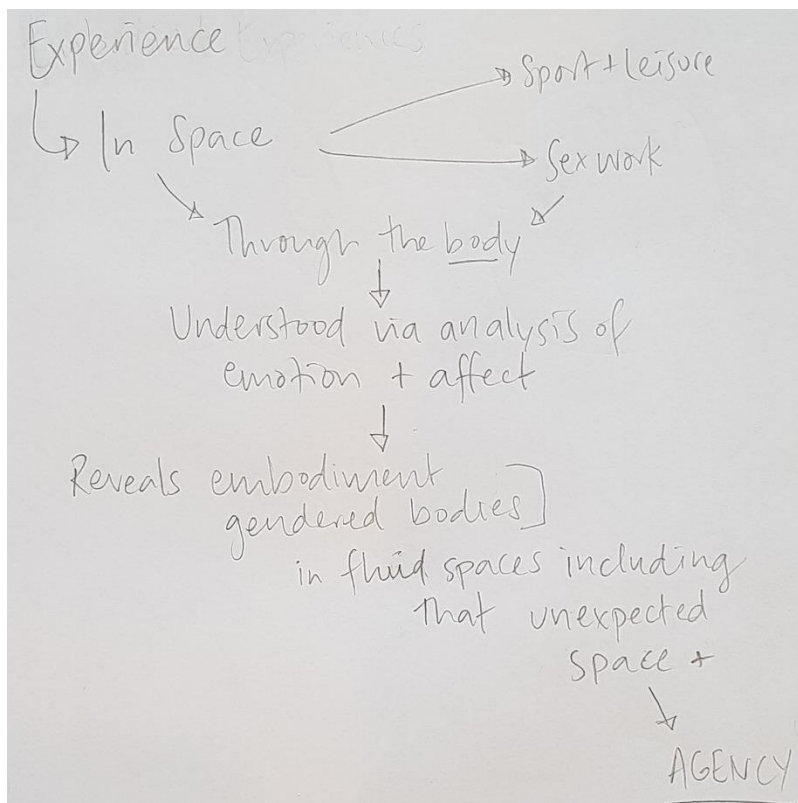 Experience Experiences
Sport + Leisure
In Space
Sex work
Through the body
Understood via analysis of
emotion + affect
Reveals embodiment
gendered bodies]
in fluid spaces including
that unexpected
space +
AGENCY